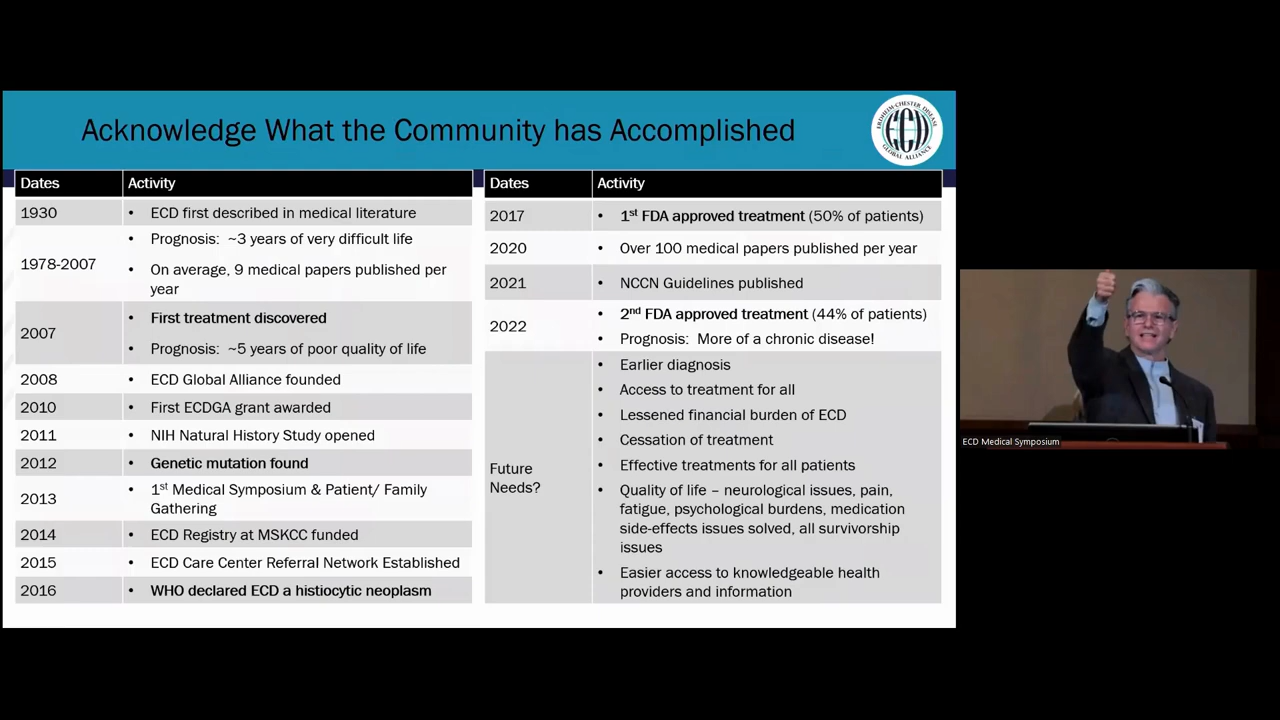 Acknowledge What the Community has Accomplished
ERDHEIM-CHESTER DISEASE
ECD
GLOBAL ALLIANCE
Dates Activity
1930 • ECD first described in medical literature
1978-2007 • Prognosis: ~3 years of very difficult life
• On average, 9 medical papers published per
year
2007 • First treatment discovered
• Prognosis: ~5 years of poor quality of life
2008 • ECD Global Alliance founded
2010 • First ECDGA grant awarded
2011 • NIH Natural History Study opened
2012 • Genetic mutation found
2013 • 1st Medical Symposium & Patient/ Family
Gathering
2014 • ECD Registry at MSKCC funded
2015 • ECD Care Center Referral Network Established
2016 • WHO declared ECD a histiocytic neoplasm
Dates Activity
2017 • 1st FDA approved treatment (50% of patients)
2020 • Over 100 medical papers published per year
2021 • NCCN Guidelines published
2022 • 2nd FDA approved treatment (44% of patients)
• Prognosis: More of a chronic disease!
Future
Needs?
• Earlier diagnosis
• Access to treatment for all
• Lessened financial burden of ECD
• Cessation of treatment
• Effective treatments for all patients
• Quality of life – neurological issues, pain,
fatigue, psychological burdens, medication
side-effects issues solved, all survivorship
issues
• Easier access to knowledgeable health
providers and information
ECD Medical Symposium